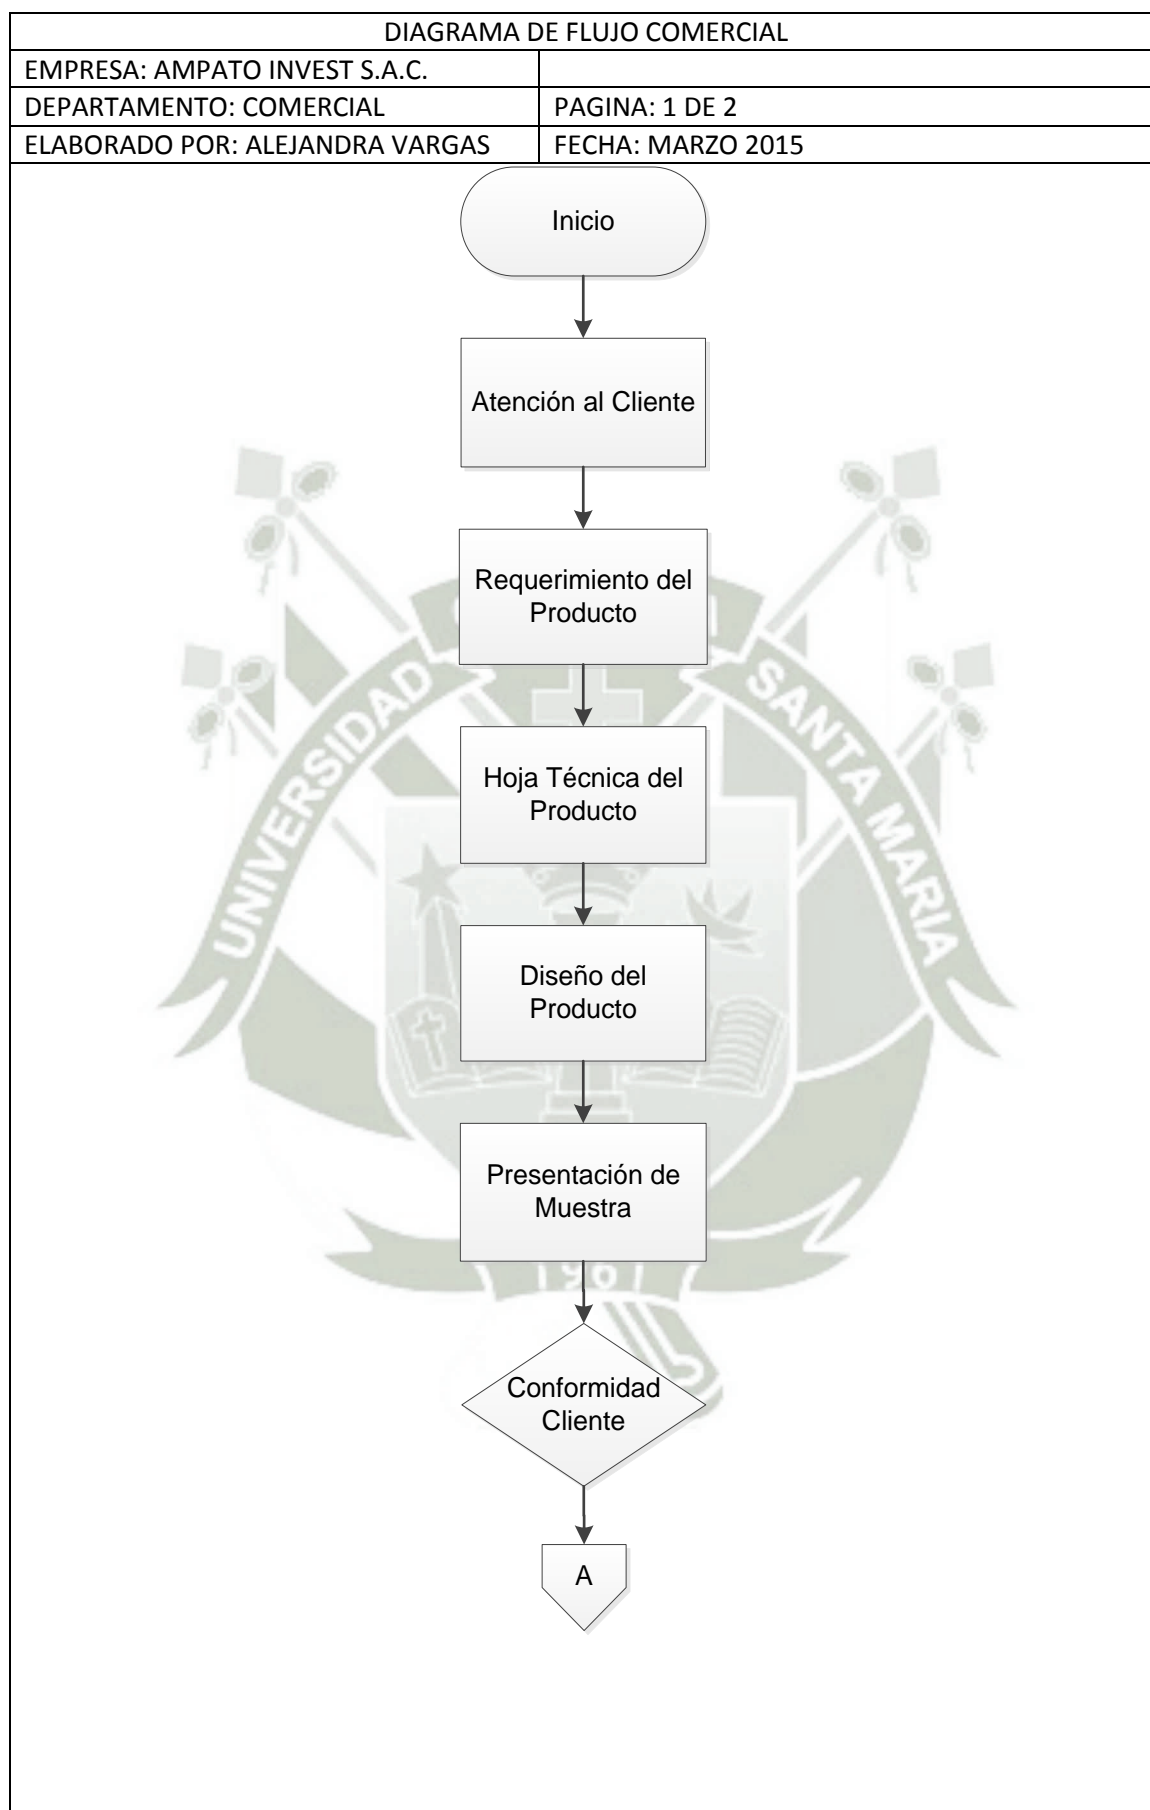 DIAGRAMA DE FLUJO COMERCIAL
EMPRESA: AMPATO INVEST S.A.C.
DEPARTAMENTO: COMERCIAL
PAGINA: 1 DE 2
ELABORADO POR: ALEJANDRA VARGAS
FECHA: MARZO 2015
Inicio
Atención al Cliente
Requerimiento del
Producto
UNIVERSIDAD
SANTA MARIA
Hoja Técnica del
Producto
Diseño del
Producto
Presentación de
Muestra
1961
Conformidad
Cliente
A